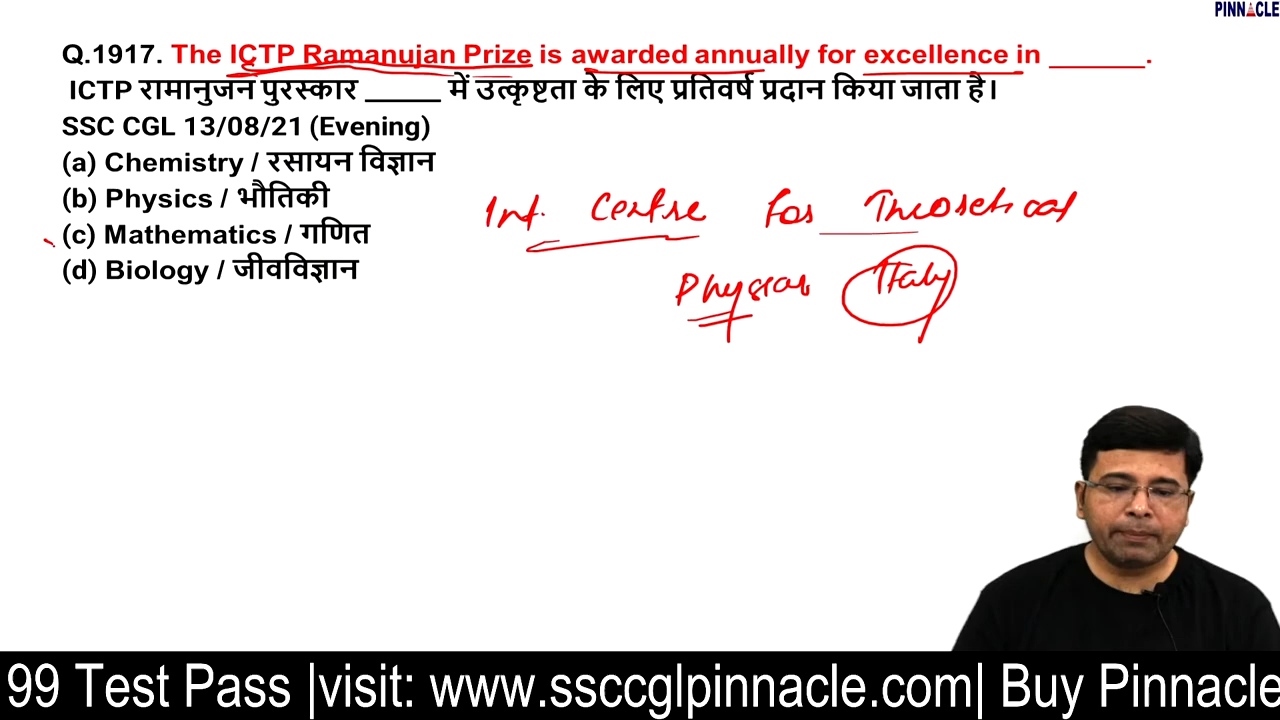 PINNACLE
Q.1917. The ICTP Ramanujan Prize is awarded annually for excellence in ______.
ICTP रामानुजन पुरस्कार _____ में उत्कृष्टता के लिए प्रतिवर्ष प्रदान किया जाता है।
SSC CGL 13/08/21 (Evening)
(a) Chemistry / रसायन विज्ञान
(b) Physics / भौतिकी
(c) Mathematics / गणित
(d) Biology / जीवविज्ञान
Int. Centre for Theoretical
Physics Italy
99 Test Pass |visit: www.ssccglpinnacle.com| Buy Pinnacle